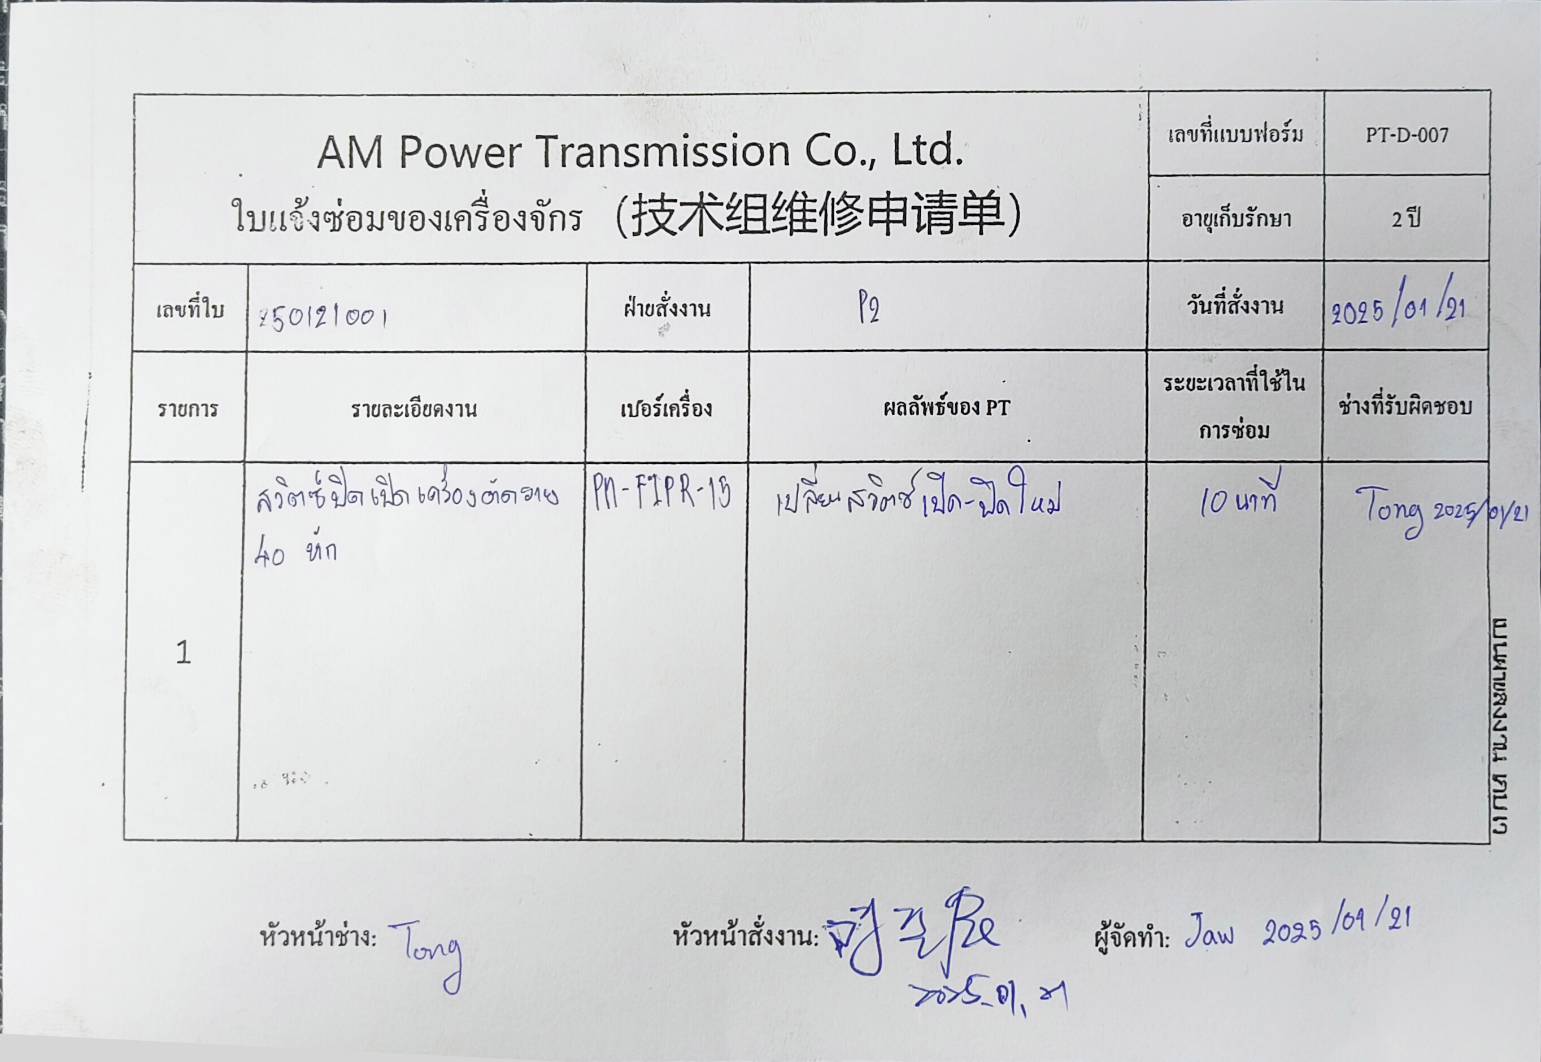 AM Power Transmission Co., Ltd.
ใบแจ้งซ่อมของเครื่องจักร (技术组维修申请单)
เลขที่แบบฟอร์ม PT-D-007
อายุเก็บรักษา 2 ปี
เลขที่ใบ 250121001 ฝ่ายสั่งงาน P2 วันที่สั่งงาน 2025/01/21
รายการ รายละเอียดงาน เบอร์เครื่อง ผลลัพธ์ของ PT ระยะเวลาที่ใช้ใน ช่างที่รับผิดชอบ
การซ่อม
สวิตซ์ปิดเปิดเครื่องตัดวาย PN-FIPR-15 เปลี่ยนสวิตซ์เปิด-ปิดใหม่ 10 นาที Tong 2025/01/21
40 หัก
1
หัวหน้าช่าง: Tong หัวหน้าสั่งงาน: ผู้จัดทำ: Jaw 2025/01/21
2025.01.21